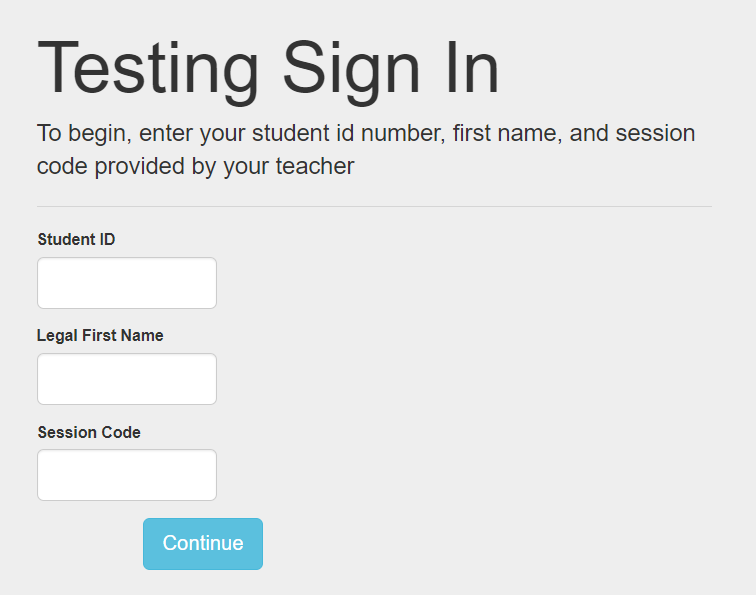 Testing Sign In
To begin, enter your student id number, first name, and session
code provided by your teacher
Student ID
Legal First Name
Session Code
Continue